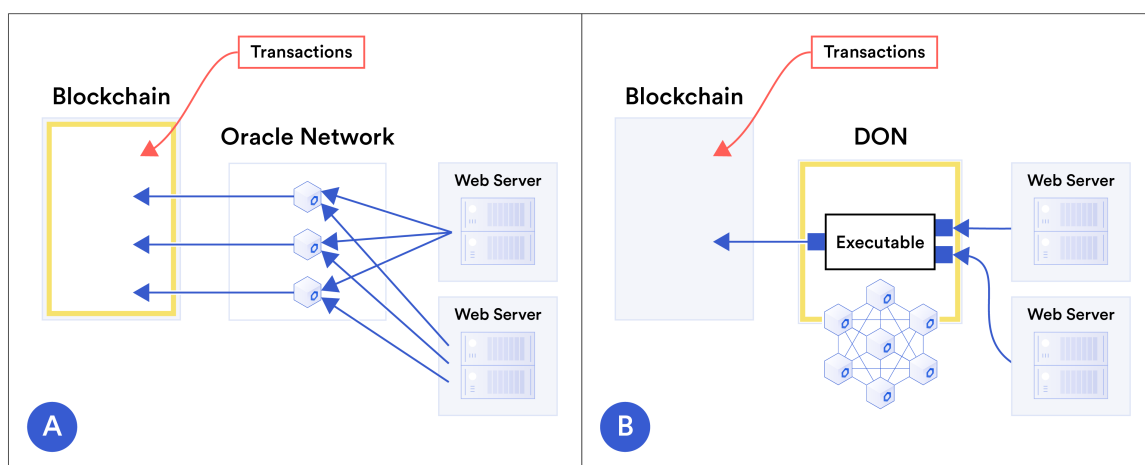 Transactions
Blockchain
Oracle Network
Web Server
Web Server
A
Transactions
Blockchain
DON
Web Server
Executable
Web Server
B